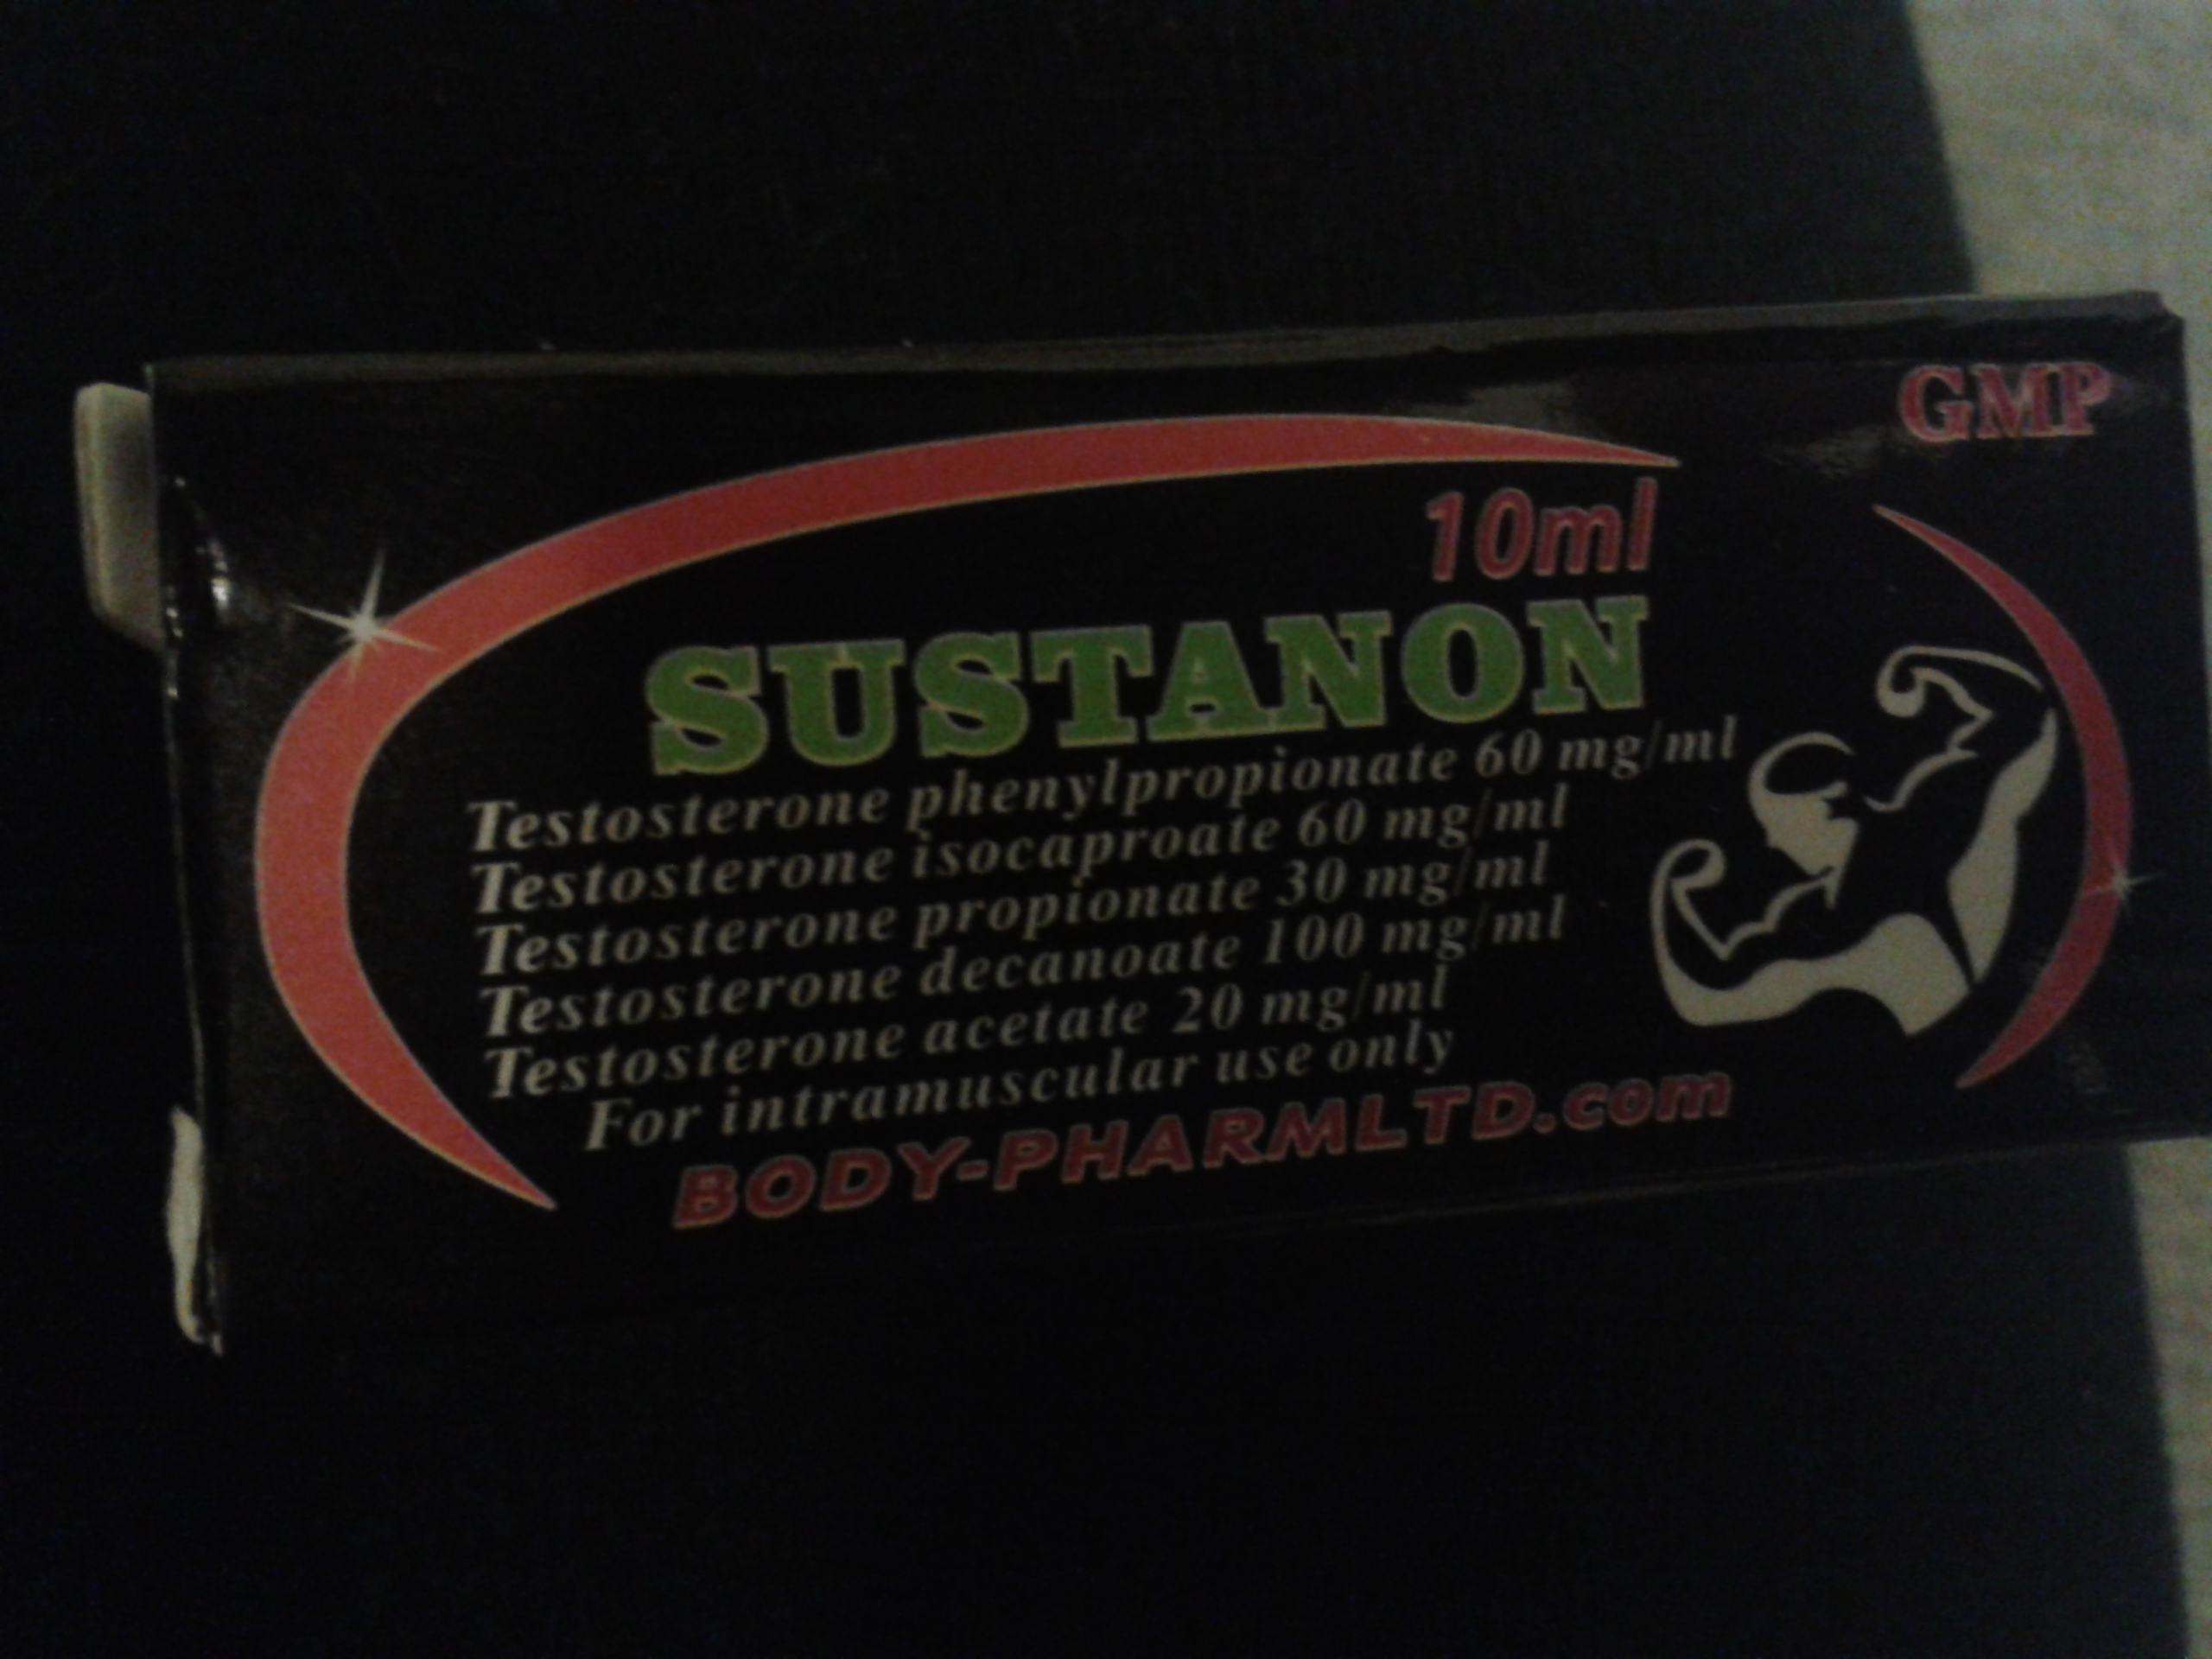 GMP
10ml
SUSTANON
Testosterone phenylpropionate 60 mg/ml
Testosterone isocaproate 60 mg/ml
Testosterone propionate 30 mg/ml
Testosterone decanoate 100 mg/ml
Testosterone acetate 20 mg/ml
For intramuscular use only
BODY-PHARMLTD.com